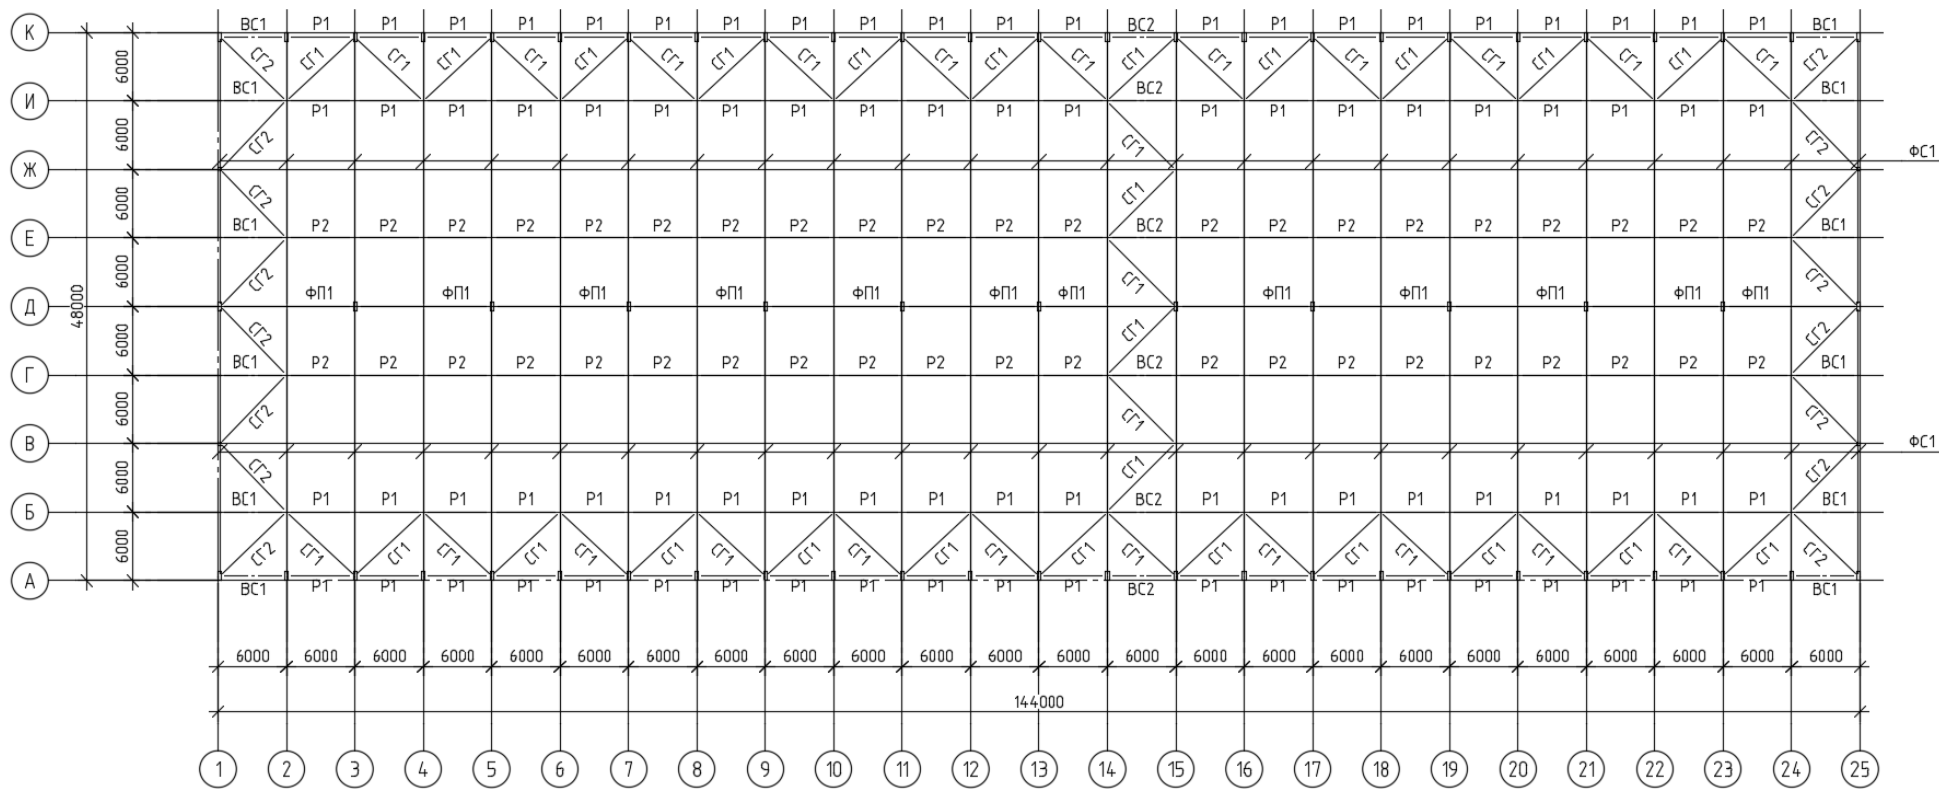 К ВС1 Р1 Р1 Р1 Р1 Р1 Р1 Р1 Р1 Р1 Р1 Р1 Р1 ВС2 Р1 Р1 Р1 Р1 Р1 Р1 Р1 Р1 Р1 ВС1
6000 СГ2 СГ1 СГ1 СГ1 СГ1 СГ1 СГ1 СГ1 СГ1 СГ1 СГ1 СГ1 СГ1 СГ1 СГ1 СГ1 СГ1 СГ1 СГ1 СГ1 СГ1 СГ1 СГ2
И ВС1 ВС2 ВС1
Р1 Р1 Р1 Р1 Р1 Р1 Р1 Р1 Р1 Р1 Р1 Р1 Р1 Р1 Р1 Р1 Р1 Р1 Р1 Р1 Р1
6000 СГ2 СГ1 СГ2
Ж ФС1
6000 СГ2 СГ1 СГ2
Е ВС1 Р2 Р2 Р2 Р2 Р2 Р2 Р2 Р2 Р2 Р2 Р2 Р2 ВС2 Р2 Р2 Р2 Р2 Р2 Р2 Р2 Р2 Р2 ВС1
6000 СГ2 СГ1 СГ2
48000
Д ФП1 ФП1 ФП1 ФП1 ФП1 ФП1 ФП1 ФП1 ФП1 ФП1 ФП1 ФП1
6000 СГ2 СГ1 СГ2
Г ВС1 Р2 Р2 Р2 Р2 Р2 Р2 Р2 Р2 Р2 Р2 Р2 Р2 ВС2 Р2 Р2 Р2 Р2 Р2 Р2 Р2 Р2 Р2 ВС1
6000 СГ2 СГ1 СГ2
В ФС1
6000 СГ2 СГ1 СГ2
Б ВС1 Р1 Р1 Р1 Р1 Р1 Р1 Р1 Р1 Р1 Р1 Р1 Р1 ВС2 Р1 Р1 Р1 Р1 Р1 Р1 Р1 Р1 Р1 ВС1
6000 СГ2 СГ1 СГ1 СГ1 СГ1 СГ1 СГ1 СГ1 СГ1 СГ1 СГ1 СГ1 СГ1 СГ1 СГ1 СГ1 СГ1 СГ1 СГ1 СГ1 СГ1 СГ1 СГ2
А ВС1 Р1 Р1 Р1 Р1 Р1 Р1 Р1 Р1 Р1 Р1 Р1 Р1 ВС2 Р1 Р1 Р1 Р1 Р1 Р1 Р1 Р1 Р1 ВС1
6000 6000 6000 6000 6000 6000 6000 6000 6000 6000 6000 6000 6000 6000 6000 6000 6000 6000 6000 6000 6000 6000 6000 6000
144000
1 2 3 4 5 6 7 8 9 10 11 12 13 14 15 16 17 18 19 20 21 22 23 24 25